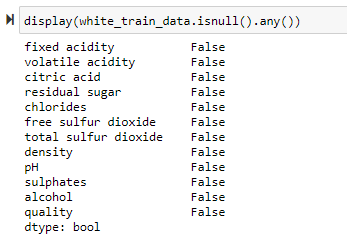 display(white_train_data.isnull().any())
fixed acidity False
volatile acidity False
citric acid False
residual sugar False
chlorides False
free sulfur dioxide False
total sulfur dioxide False
density False
pH False
sulphates False
alcohol False
quality False
dtype: bool